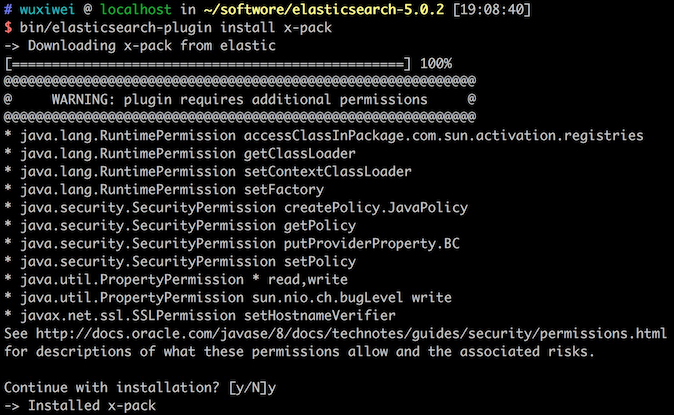 # wuxiwei @ localhost in ~/softwore/elasticsearch-5.0.2 [19:08:40]
$ bin/elasticsearch-plugin install x-pack
-> Downloading x-pack from elastic
[=================================================] 100%
@@@@@@@@@@@@@@@@@@@@@@@@@@@@@@@@@@@@@@@@@@@@@@@@@@@@@@@@@@@
@     WARNING: plugin requires additional permissions     @
@@@@@@@@@@@@@@@@@@@@@@@@@@@@@@@@@@@@@@@@@@@@@@@@@@@@@@@@@@@
* java.lang.RuntimePermission accessClassInPackage.com.sun.activation.registries
* java.lang.RuntimePermission getClassLoader
* java.lang.RuntimePermission setContextClassLoader
* java.lang.RuntimePermission setFactory
* java.security.SecurityPermission createPolicy.JavaPolicy
* java.security.SecurityPermission getPolicy
* java.security.SecurityPermission putProviderProperty.BC
* java.security.SecurityPermission setPolicy
* java.util.PropertyPermission * read,write
* java.util.PropertyPermission sun.nio.ch.bugLevel write
* javax.net.ssl.SSLPermission setHostnameVerifier
See http://docs.oracle.com/javase/8/docs/technotes/guides/security/permissions.html
for descriptions of what these permissions allow and the associated risks.
Continue with installation? [y/N]y
-> Installed x-pack